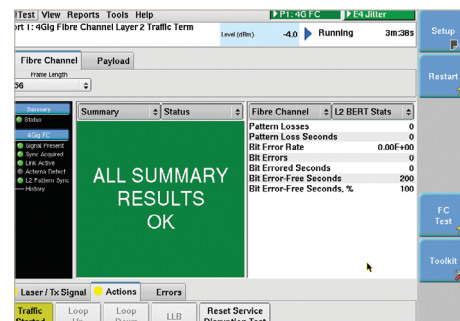 Test View Reports Tools Help
P1: 4G FC
E4 Jitter
ort 1: 4Gig Fibre Channel Layer 2 Traffic Term
Level (dBm) -4.0 Running 3m:38s
Setup
Restart
Fibre Channel Payload
Frame Length
56
Summary
Status
4Gig FC
Signal Present
Sync Acquired
Link Active
Alarms Detect
L2 Pattern Sync
History
Summary Status
ALL SUMMARY
RESULTS
OK
Fibre Channel L2 BERT Stats
Pattern Losses 0
Pattern Loss Seconds 0
Bit Error Rate 0.00E+00
Bit Errors 0
Bit Errored Seconds 0
Bit Error-Free Seconds 200
Bit Error-Free Seconds, % 100
FC
Test
Toolkit
Laser / Tx Signal Actions Errors
Traffic
Started
Loop
Up
Loop
Down
LLB
Reset Service
Disruption Test